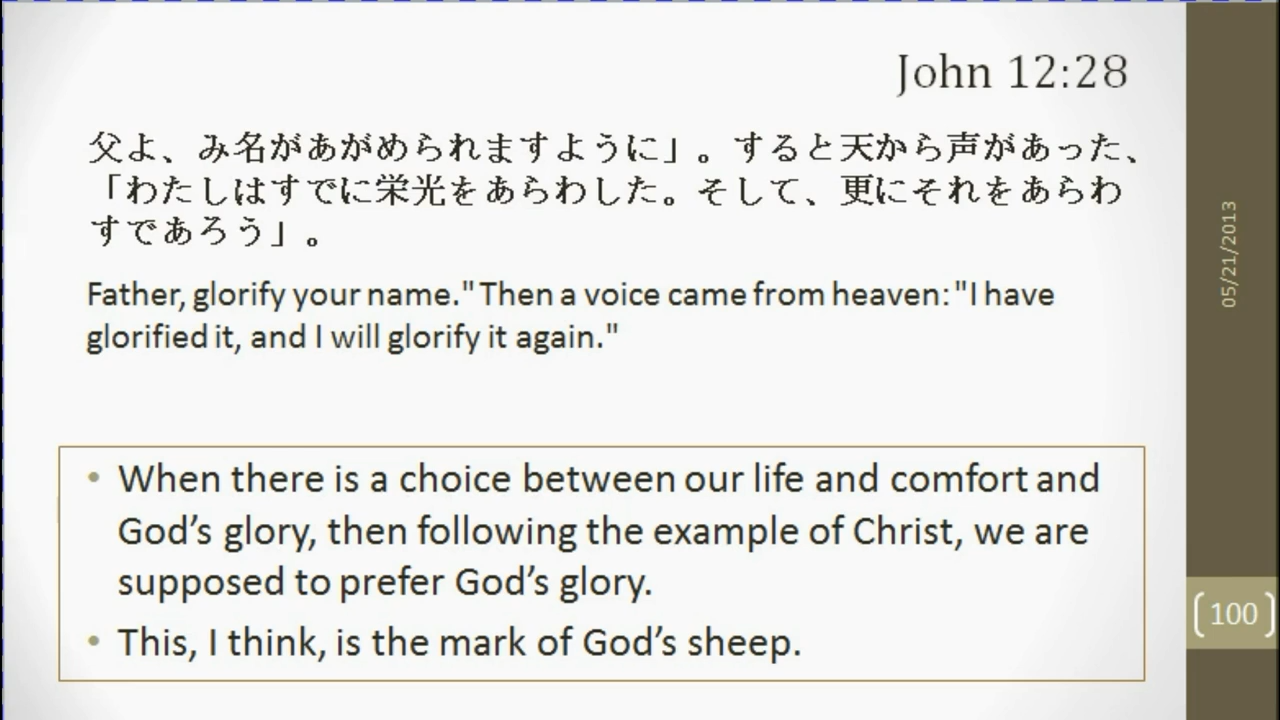 John 12:28
父よ、み名があがめられますように」。すると天から声があった、
「わたしはすでに栄光をあらわした。そして、更にそれをあらわ
すであろう」。
Father, glorify your name." Then a voice came from heaven: "I have
glorified it, and I will glorify it again."
• When there is a choice between our life and comfort and
God’s glory, then following the example of Christ, we are
supposed to prefer God’s glory.
• This, I think, is the mark of God’s sheep.
05/21/2013
100